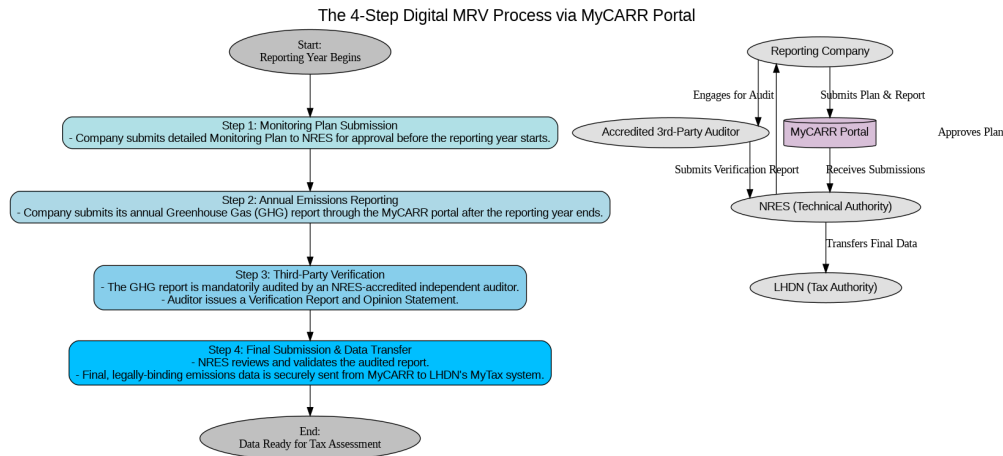 The 4-Step Digital MRV Process via MyCARR Portal
Start:
Reporting Year Begins
Step 1: Monitoring Plan Submission
- Company submits detailed Monitoring Plan to NRES for approval before the reporting year starts.
Step 2: Annual Emissions Reporting
- Company submits its annual Greenhouse Gas (GHG) report through the MyCARR portal after the reporting year ends.
Step 3: Third-Party Verification
- The GHG report is mandatorily audited by an NRES-accredited independent auditor.
- Auditor issues a Verification Report and Opinion Statement.
Step 4: Final Submission & Data Transfer
- NRES reviews and validates the audited report.
- Final, legally-binding emissions data is securely sent from MyCARR to LHDN's MyTax system.
End:
Data Ready for Tax Assessment
Reporting Company
Engages for Audit
Submits Plan & Report
Accredited 3rd-Party Auditor
MyCARR Portal
Approves Plan
Submits Verification Report
Receives Submissions
NRES (Technical Authority)
Transfers Final Data
LHDN (Tax Authority)